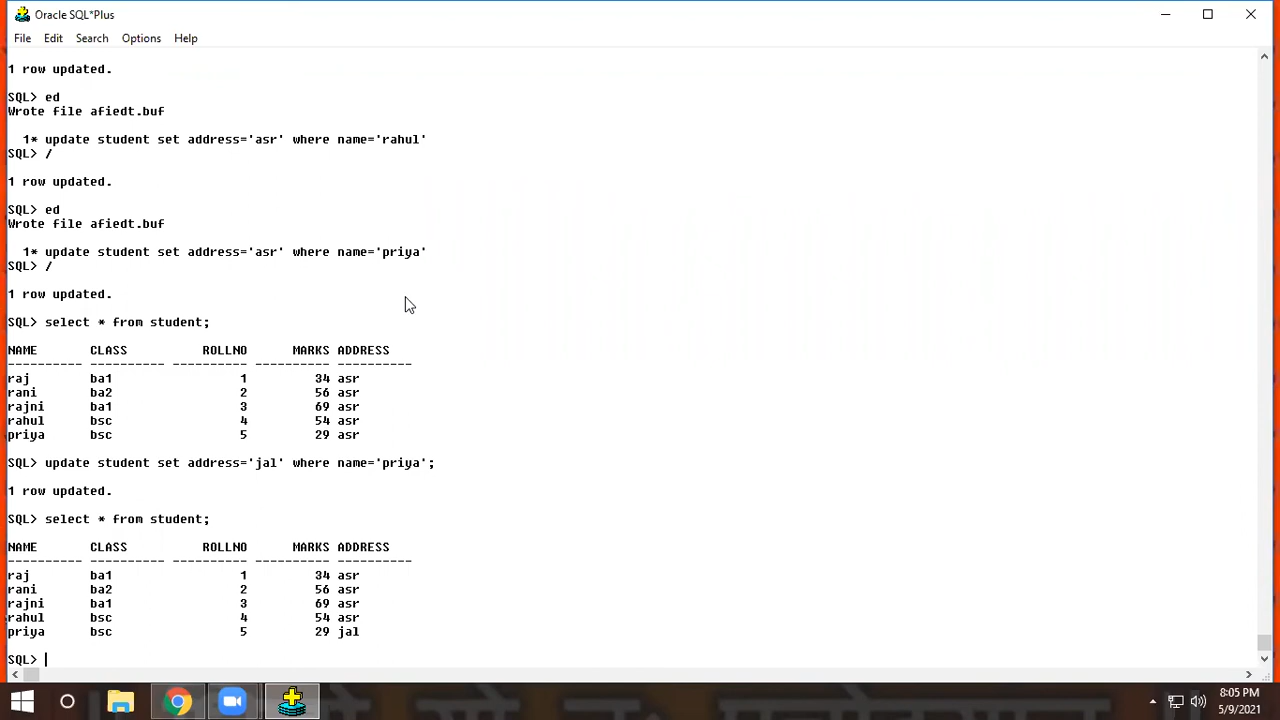 Oracle SQL*Plus
File Edit Search Options Help
1 row updated.
SQL> ed
Wrote file afiedt.buf
1* update student set address='asr' where name='rahul'
SQL> /
1 row updated.
SQL> ed
Wrote file afiedt.buf
1* update student set address='asr' where name='priya'
SQL> /
1 row updated.
SQL> select * from student;
NAME CLASS ROLLNO MARKS ADDRESS
---------- ---------- ---------- ---------- ----------
raj ba1 1 34 asr
rani ba2 2 56 asr
rajni ba1 3 69 asr
rahul bsc 4 54 asr
priya bsc 5 29 asr
SQL> update student set address='jal' where name='priya';
1 row updated.
SQL> select * from student;
NAME CLASS ROLLNO MARKS ADDRESS
---------- ---------- ---------- ---------- ----------
raj ba1 1 34 asr
rani ba2 2 56 asr
rajni ba1 3 69 asr
rahul bsc 4 54 asr
priya bsc 5 29 jal
SQL>
8:05 PM
5/9/2021